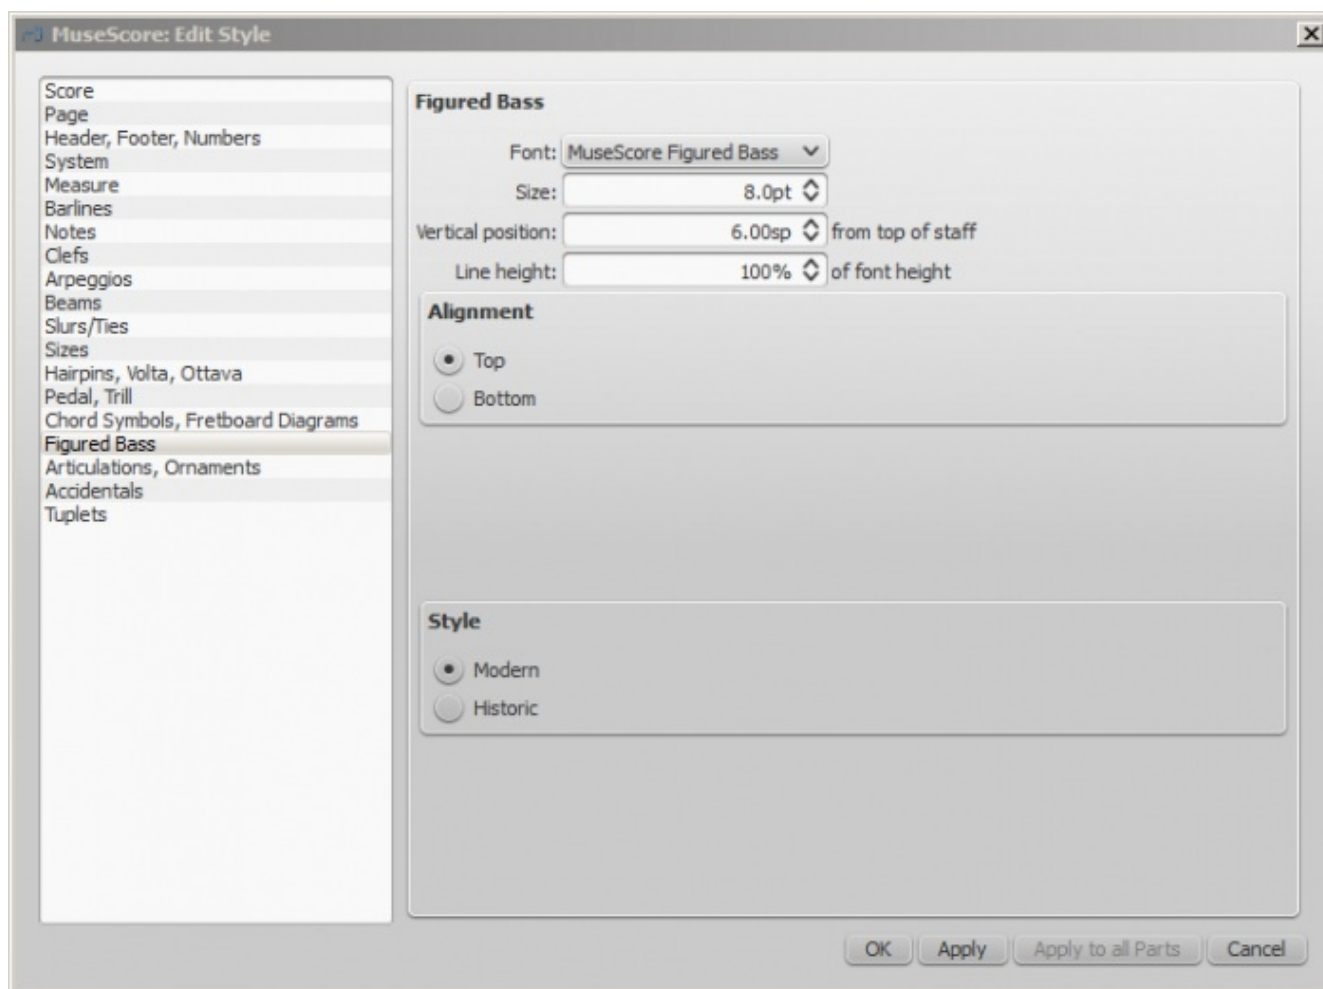 MuseScore: Edit Style
Score
Page
Header, Footer, Numbers
System
Measure
Barlines
Notes
Clefs
Arpeggios
Beams
Slurs/Ties
Sizes
Hairpins, Volta, Ottava
Pedal, Trill
Chord Symbols, Fretboard Diagrams
Figured Bass
Articulations, Ornaments
Accidentals
Tuplets
Figured Bass
Font: MuseScore Figured Bass
Size: 8.0pt
Vertical position: 6.00sp from top of staff
Line height: 100% of font height
Alignment
Top
Bottom
Style
Modern
Historic
OK Apply Apply to all Parts Cancel